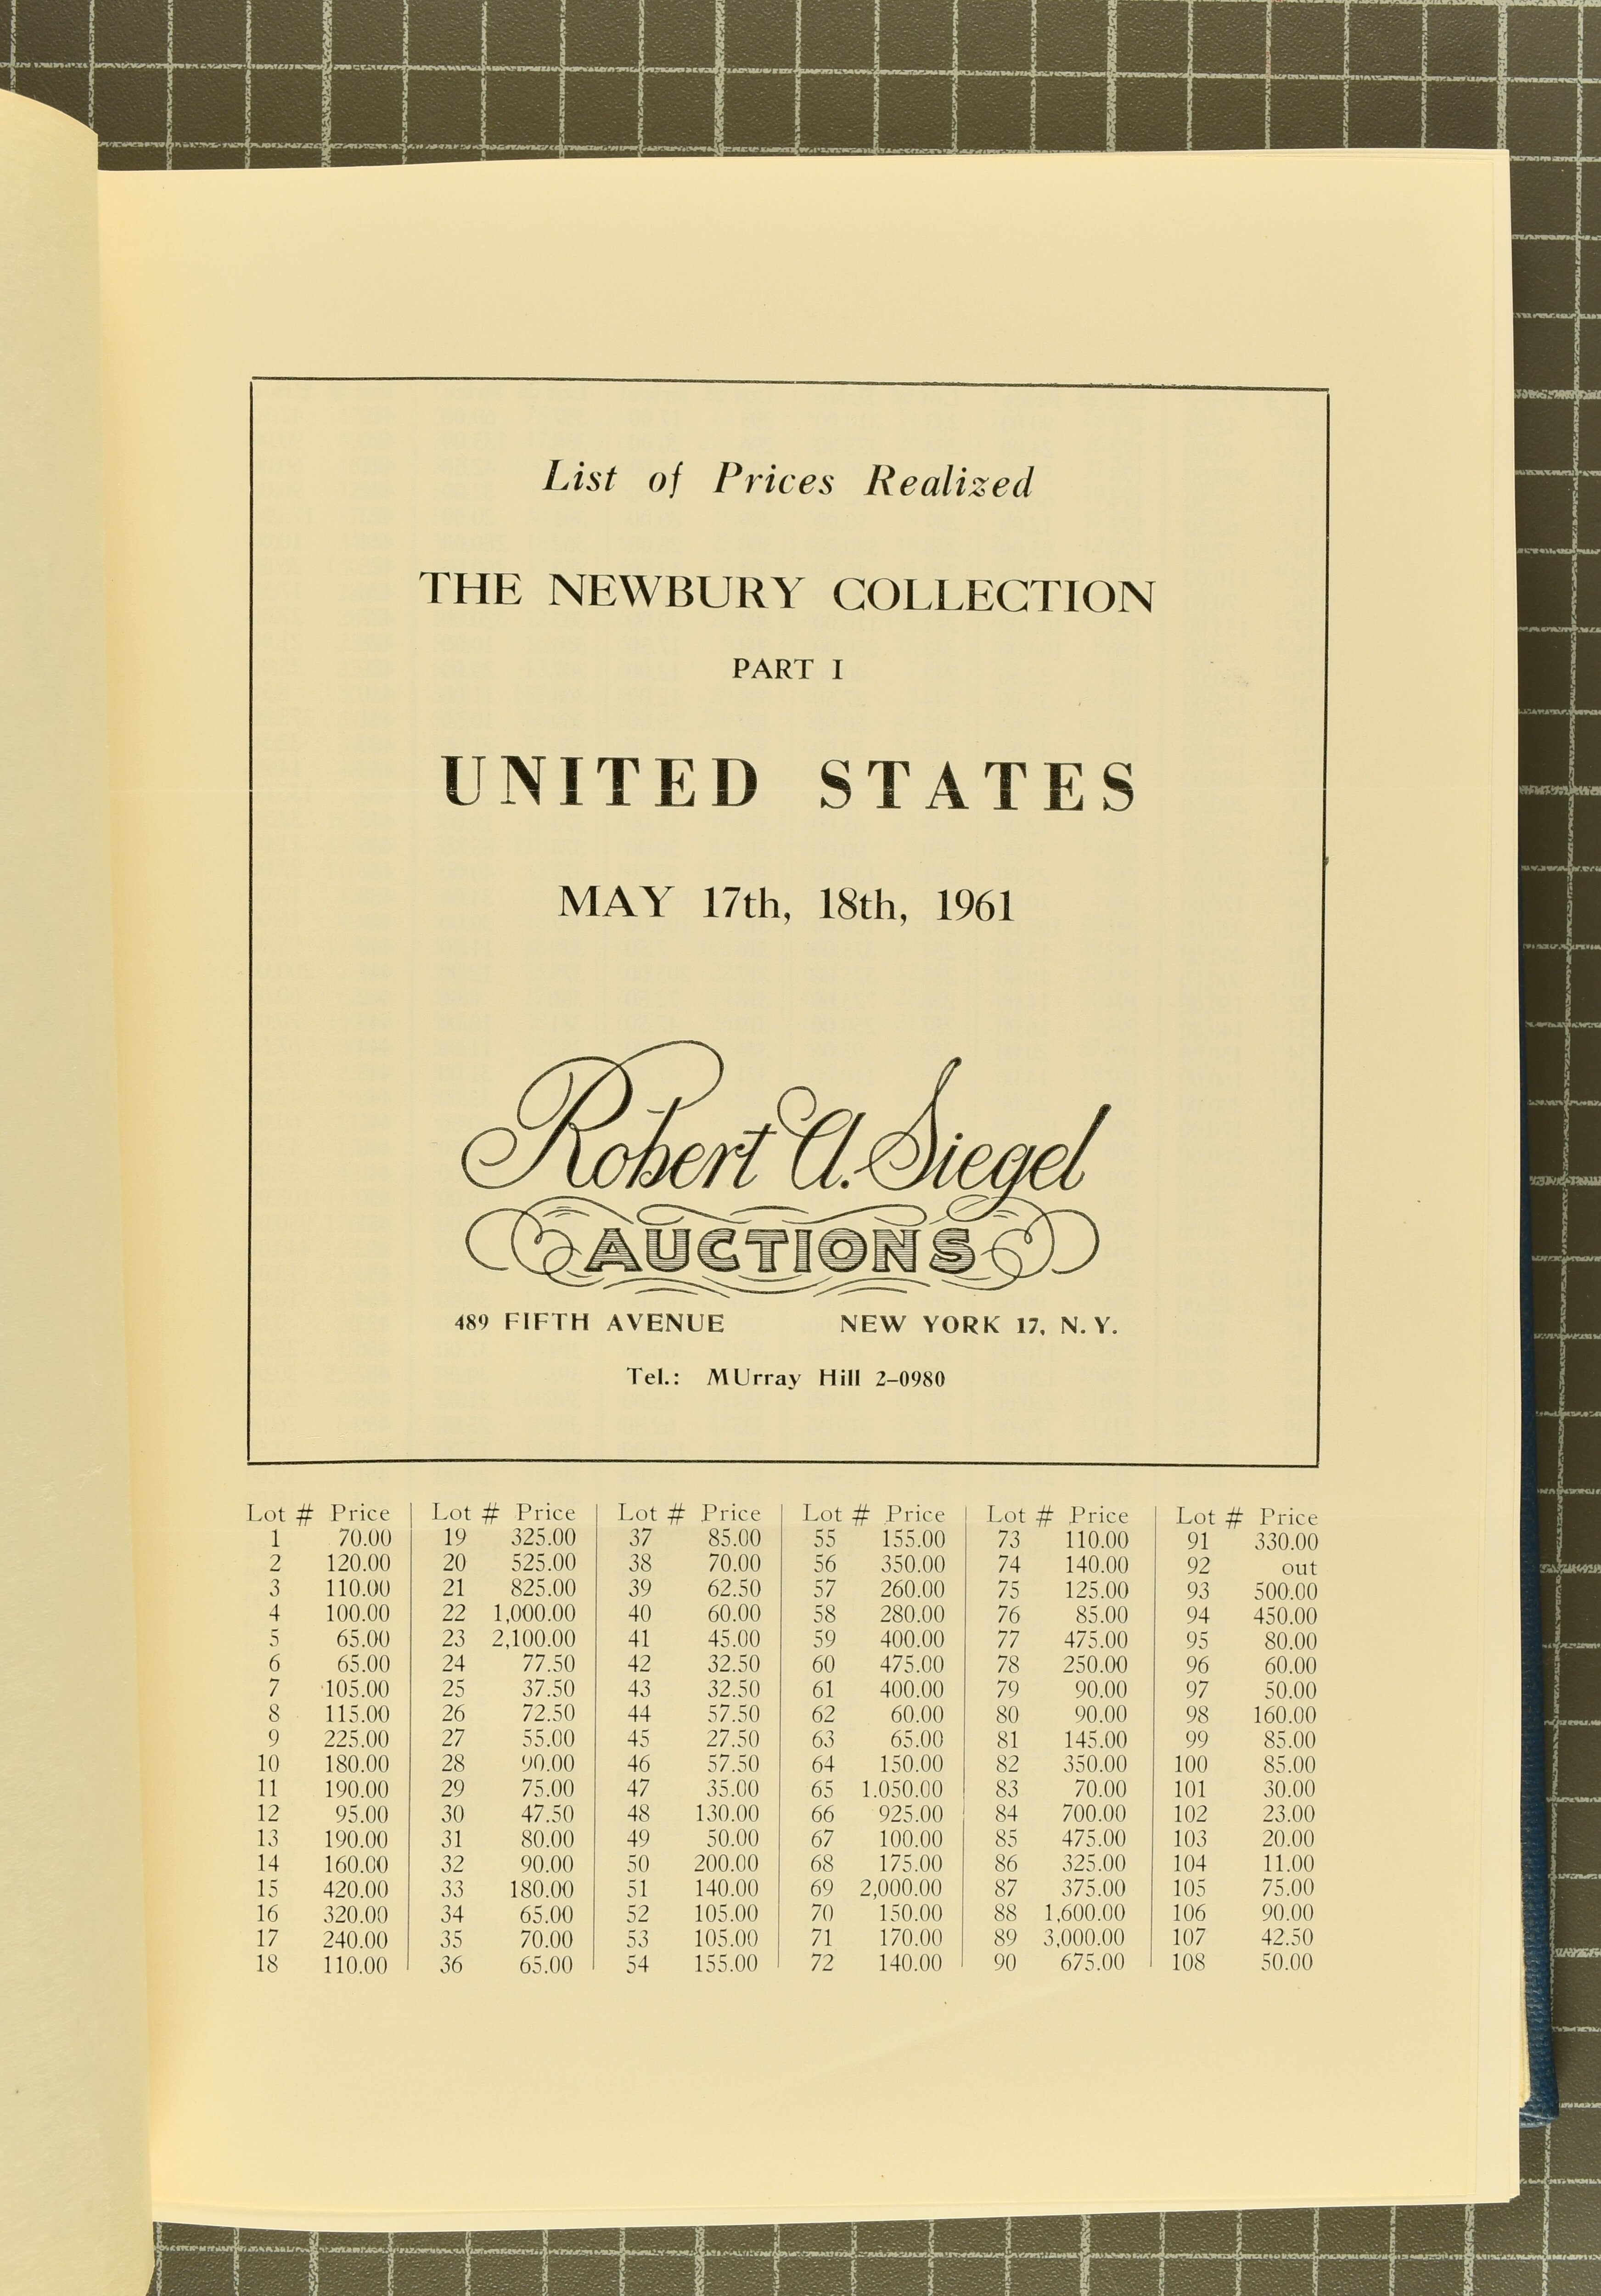 List of Prices Realized
THE NEWBURY COLLECTION
PART I
UNITED STATES
MAY 17th, 18th, 1961
Robert A. Siegel
AUCTIONS
489 FIFTH AVENUE NEW YORK 17, N.Y.
Tel.: MUrray Hill 2-0980
Lot # Price Lot # Price Lot # Price Lot # Price Lot # Price Lot # Price
1 70.00 19 325.00 37 85.00 55 155.00 73 110.00 91 330.00
2 120.00 20 525.00 38 70.00 56 350.00 74 140.00 92 out
3 110.00 21 825.00 39 62.50 57 260.00 75 125.00 93 500.00
4 100.00 22 1,000.00 40 60.00 58 280.00 76 85.00 94 450.00
5 65.00 23 2,100.00 41 45.00 59 400.00 77 475.00 95 80.00
6 65.00 24 77.50 42 32.50 60 475.00 78 250.00 96 60.00
7 105.00 25 37.50 43 32.50 61 400.00 79 90.00 97 50.00
8 115.00 26 72.50 44 57.50 62 60.00 80 90.00 98 160.00
9 225.00 27 55.00 45 27.50 63 65.00 81 145.00 99 85.00
10 180.00 28 90.00 46 57.50 64 150.00 82 350.00 100 85.00
11 190.00 29 75.00 47 35.00 65 1.050.00 83 70.00 101 30.00
12 95.00 30 47.50 48 130.00 66 925.00 84 700.00 102 23.00
13 190.00 31 80.00 49 50.00 67 100.00 85 475.00 103 20.00
14 160.00 32 90.00 50 200.00 68 175.00 86 325.00 104 11.00
15 420.00 33 180.00 51 140.00 69 2,000.00 87 375.00 105 75.00
16 320.00 34 65.00 52 105.00 70 150.00 88 1,600.00 106 90.00
17 240.00 35 70.00 53 105.00 71 170.00 89 3,000.00 107 42.50
18 110.00 36 65.00 54 155.00 72 140.00 90 675.00 108 50.00